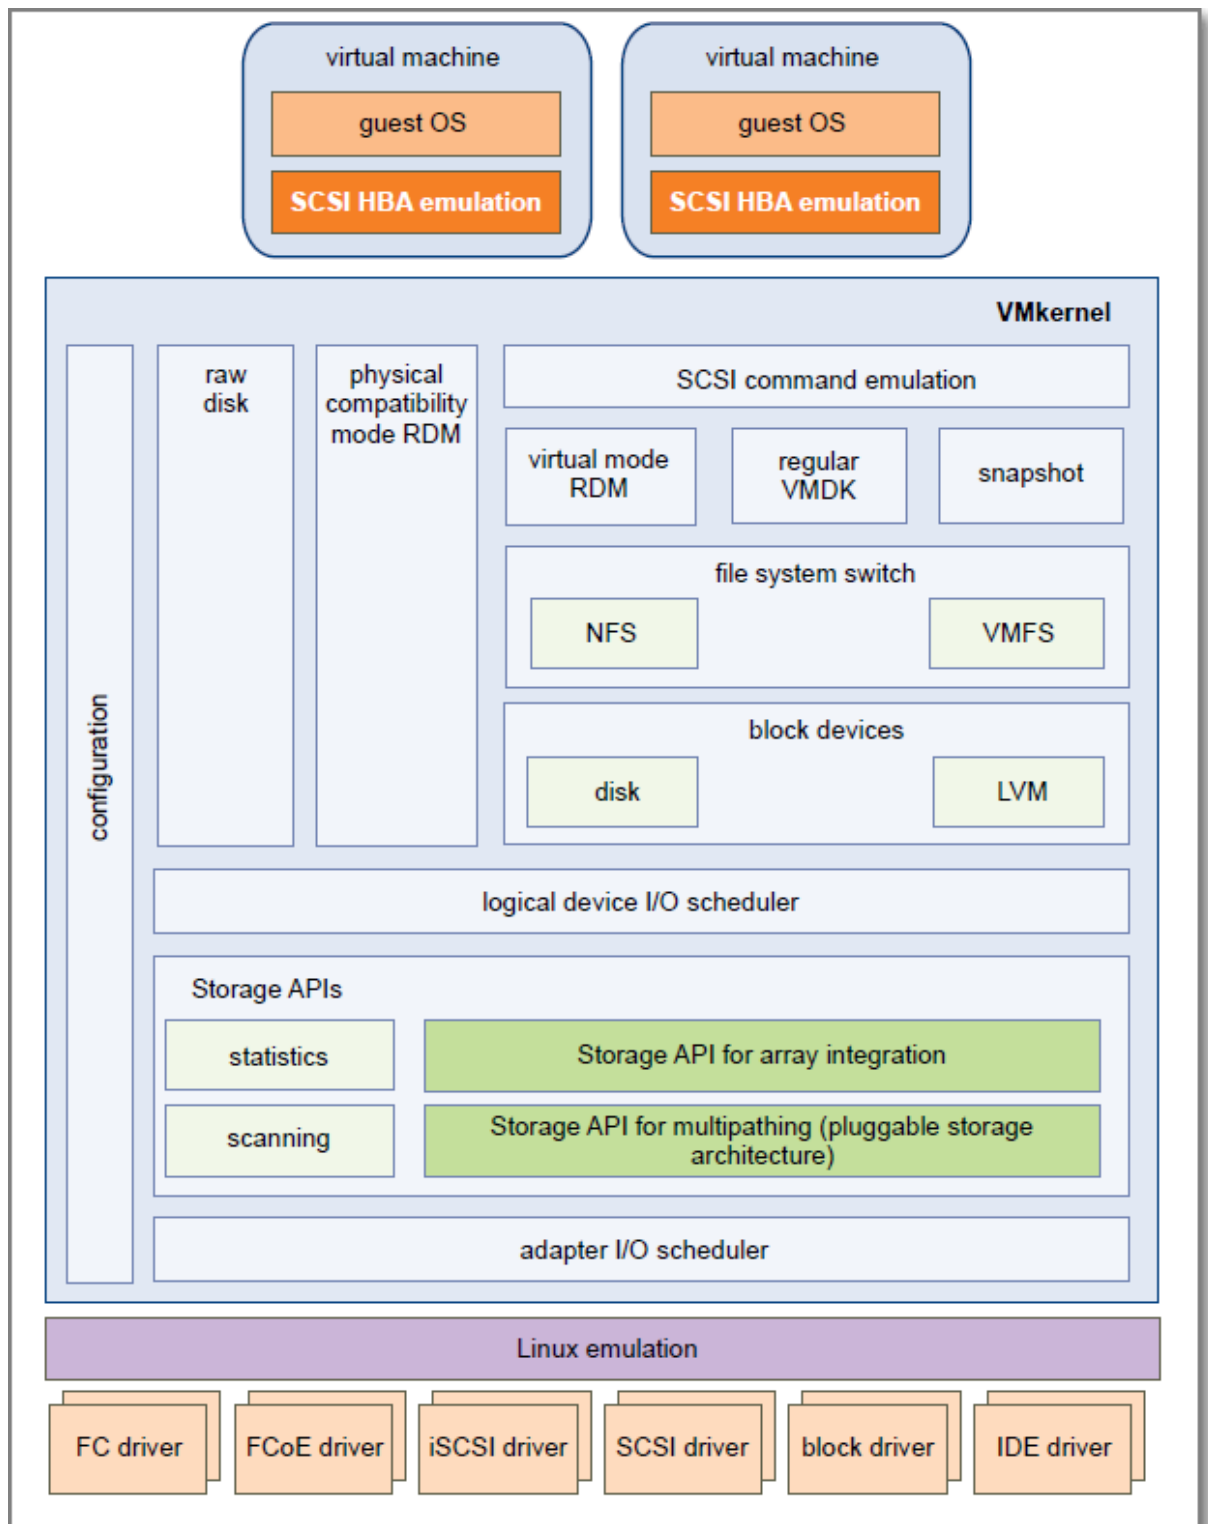 virtual machine
guest OS
SCSI HBA emulation
virtual machine
guest OS
SCSI HBA emulation
VMkernel
configuration
raw
disk
physical
compatibility
mode RDM
SCSI command emulation
virtual mode
RDM
regular
VMDK
snapshot
file system switch
NFS
VMFS
block devices
disk
LVM
logical device I/O scheduler
Storage APIs
statistics
Storage API for array integration
scanning
Storage API for multipathing (pluggable storage
architecture)
adapter I/O scheduler
Linux emulation
FC driver
FCoE driver
iSCSI driver
SCSI driver
block driver
IDE driver